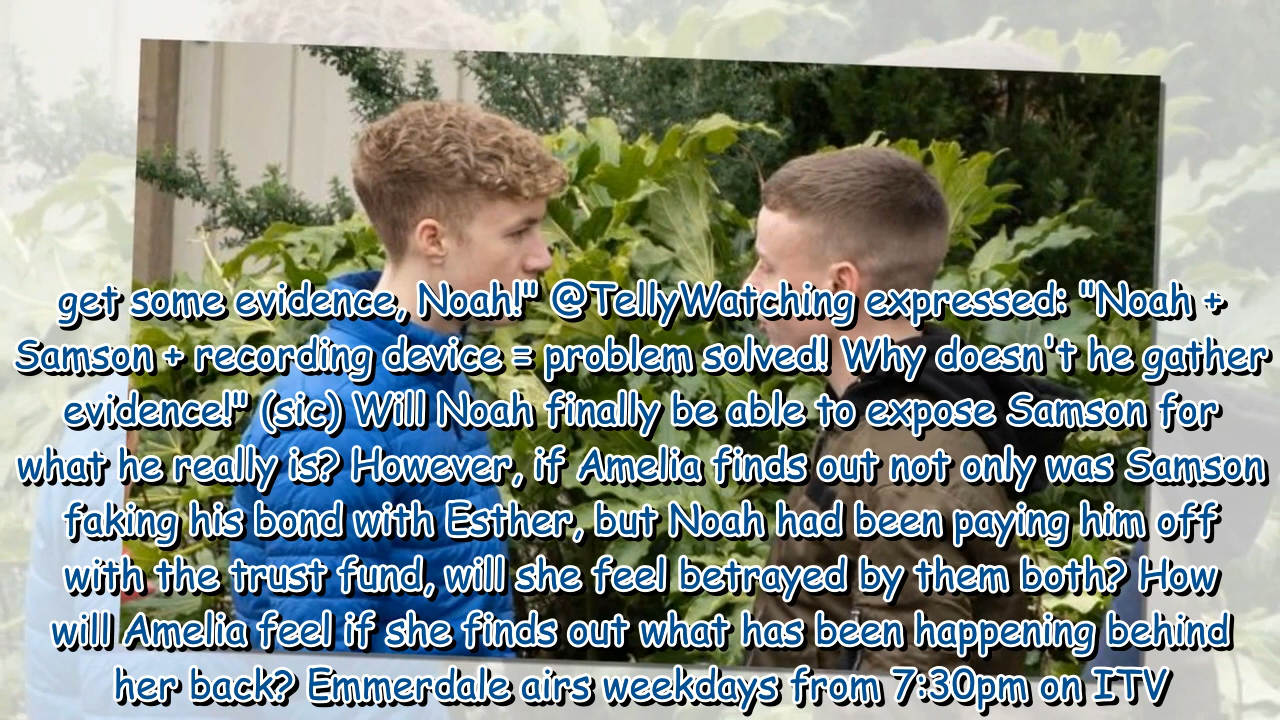 get some evidence, Noah!" @TellyWatching expressed: "Noah +
Samson + recording device = problem solved! Why doesn't he gather
evidence!" (sic) Will Noah finally be able to expose Samson for
what he really is? However, if Amelia finds out not only was Samson
faking his bond with Esther, but Noah had been paying him off
with the trust fund, will she feel betrayed by them both? How
will Amelia feel if she finds out what has been happening behind
her back? Emmerdale airs weekdays from 7:30pm on ITV